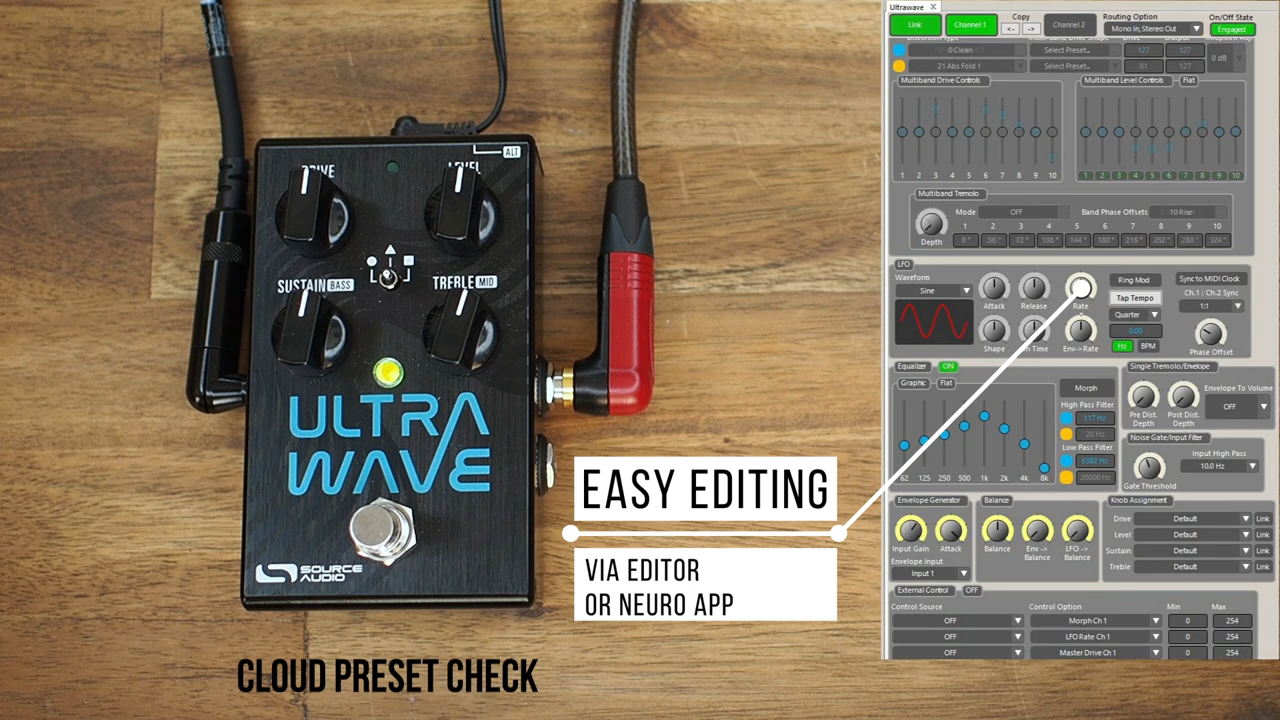 DRIVE
LEVEL
ALT
SUSTAIN BASS
TREBLE MID
ULTRA
WAVE
SOURCE
AUDIO
EASY EDITING
VIA EDITOR
OR NEURO APP
CLOUD PRESET CHECK
Ultrawave X
Link Channel 1 Copy Channel 2 Routing Option On/Off State
<- -> Mono In, Stereo Out Engaged
0 Clean Select Preset.. 127 127
21 Abs Fold 1 Select Preset.. 81 127 0 dB
Multiband Drive Controls
1 2 3 4 5 6 7 8 9 10
Multiband Level Controls Flat
1 2 3 4 5 6 7 8 9 10
Multiband Tremolo
Mode OFF Band Phase Offsets 10 Rise
1 2 3 4 5 6 7 8 9 10
Depth 0° 36° 72° 108° 144° 180° 216° 252° 288° 324°
LFO
Waveform
Sine
Attack Release Rate
Shape Time Env-> Rate
Ring Mod
Tap Tempo
Quarter
0.00
Hz BPM
Sync to MIDI Clock
Ch.1 : Ch.2 Sync
1:1
Phase Offset
Equalizer ON
Graphic Flat
62 125 250 500 1k 2k 4k 8k
Morph
High Pass Filter
117 Hz
20 Hz
Low Pass Filter
6382 Hz
20000 Hz
Single Tremolo/Envelope
Pre Dist. Depth Post Dist. Depth
Envelope To Volume
OFF
Noise Gate/Input Filter
Gate Threshold
Input High Pass
10.0 Hz
Envelope Generator
Input Gain Attack
Envelope Input
Input 1
Balance
Balance Env -> Balance LFO -> Balance
Knob Assignment
Drive Default Link
Level Default Link
Sustain Default Link
Treble Default Link
External Control OFF
Control Source Control Option Min Max
OFF Morph Ch 1 0 254
OFF LFO Rate Ch 1 0 254
OFF Master Drive Ch 1 0 254